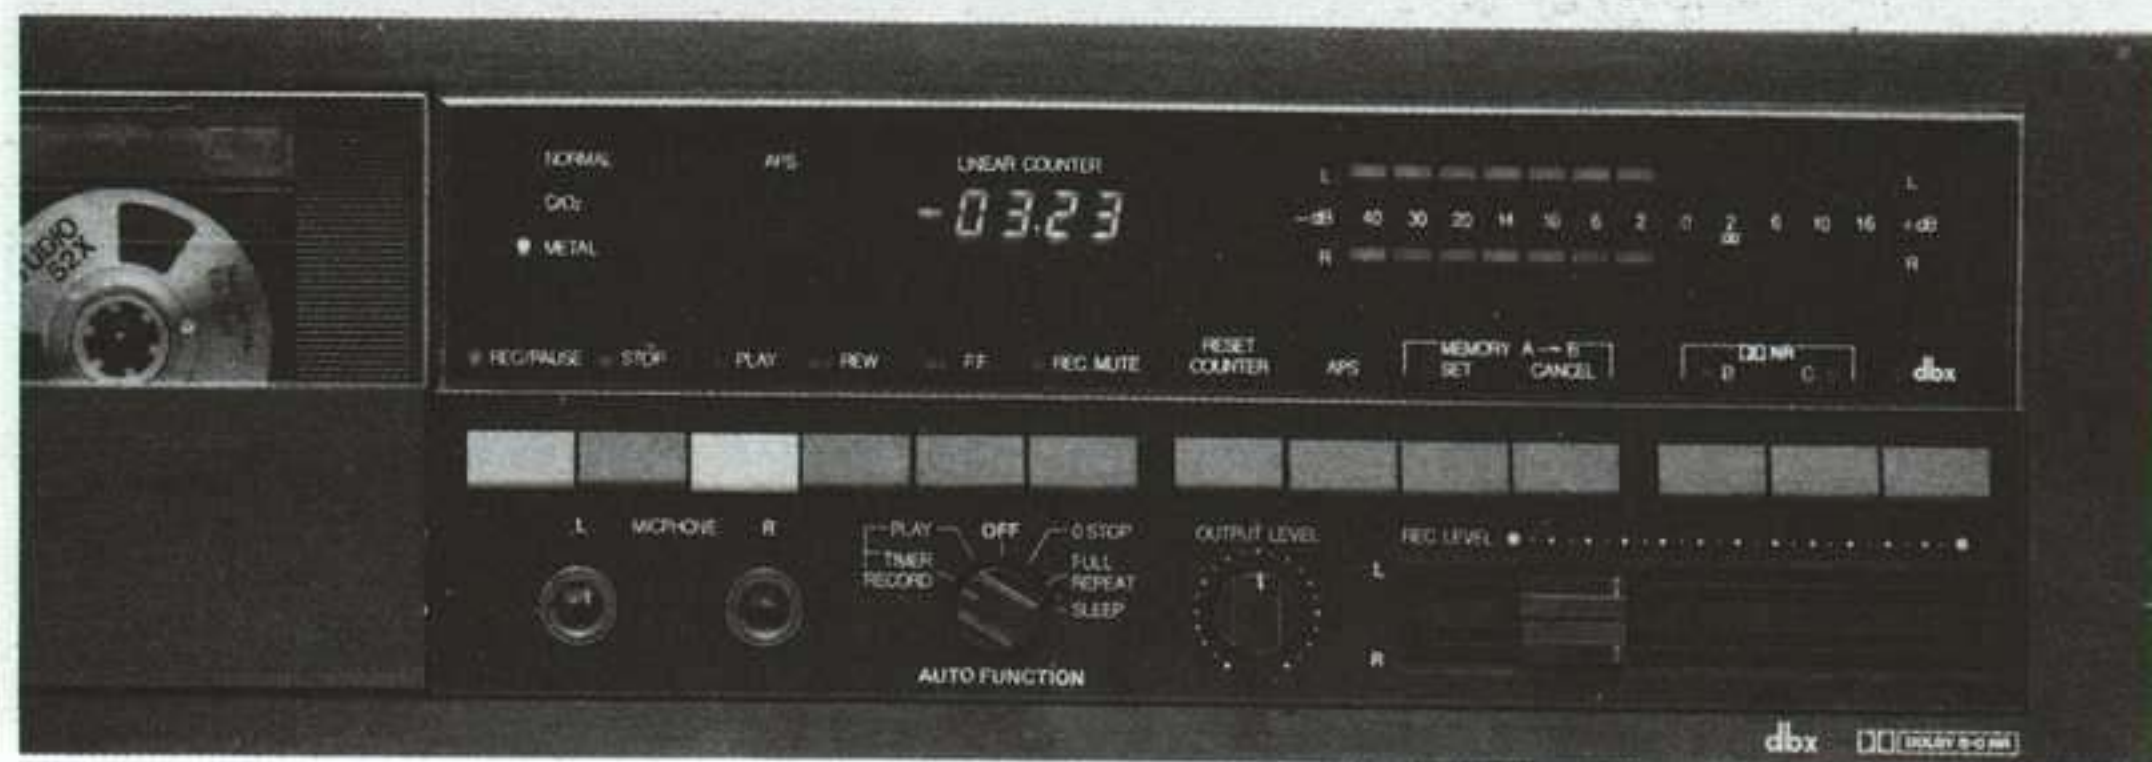 UDIO
52X
NORMAL
CrO₂
METAL
APS
LINEAR COUNTER
-03.23
L
-dB 40 30 20 14 10 6 2 0 2 6 10 16 +dB
R
L
R
REC/PAUSE STOP PLAY REW F.F REC MUTE
RESET
COUNTER
APS
MEMORY A→B
SET CANCEL
NR
B C
dbx
L MICPHONE R
PLAY
TIMER
RECORD
OFF
0 STOP
FULL
REPEAT
SLEEP
AUTO FUNCTION
OUTPUT LEVEL
REC LEVEL
L
R
dbx DOLBY B-C NR